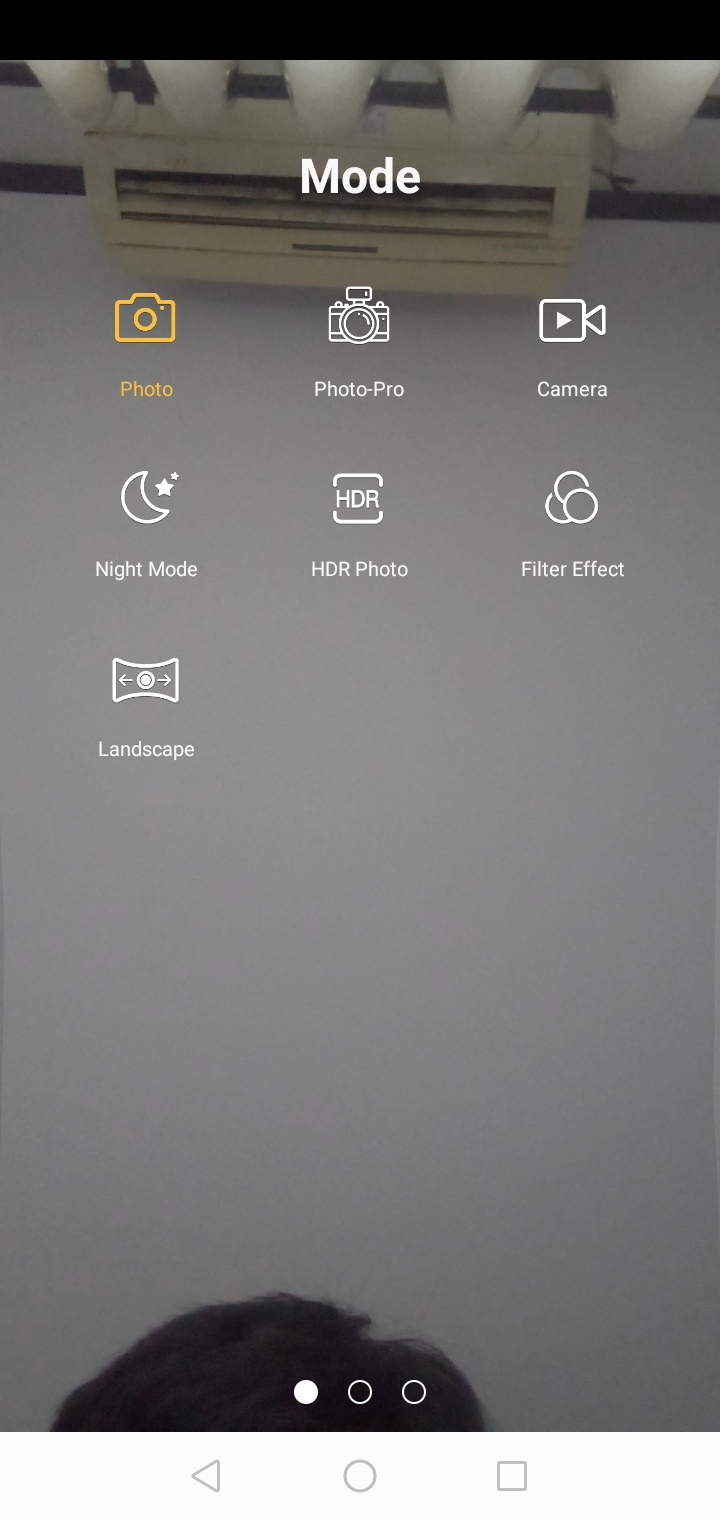 Mode
Photo
Photo-Pro
Camera
Night Mode
HDR
HDR Photo
Filter Effect
Landscape